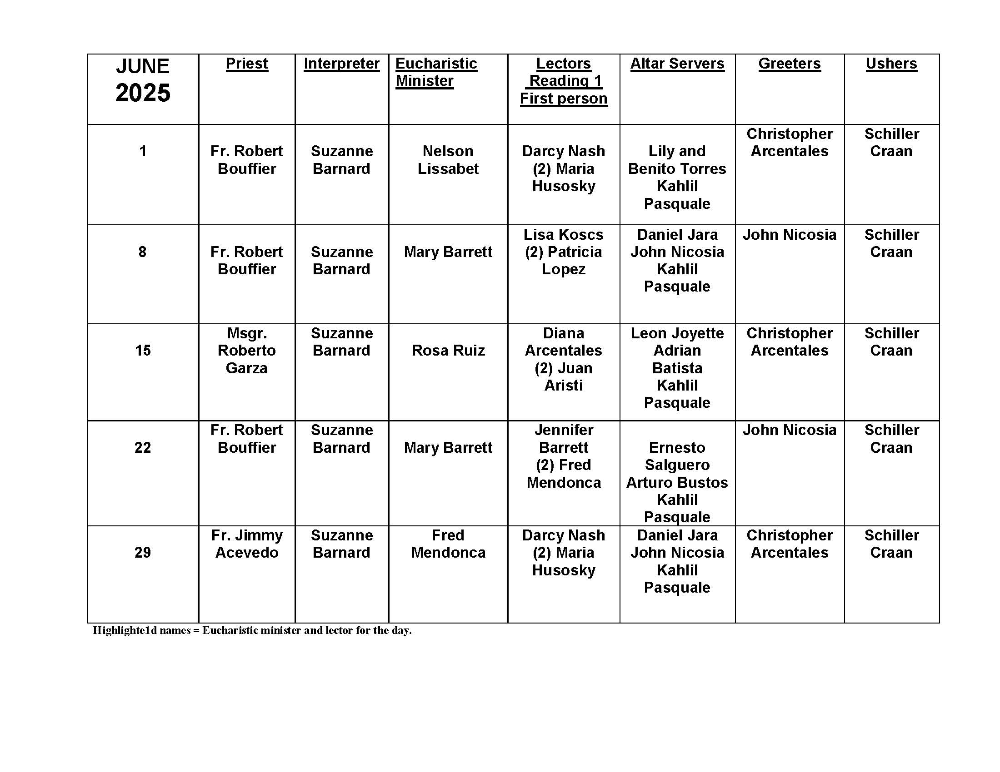 JUNE
2025
Priest
Interpreter
Eucharistic
Minister
Lectors
Reading 1
First person
Altar Servers
Greeters
Ushers
1
Fr. Robert
Bouffier
Suzanne
Barnard
Nelson
Lissabet
Darcy Nash
(2) Maria
Husosky
Lily and
Benito Torres
Kahlil
Pasquale
Christopher
Arcentales
Schiller
Craan
8
Fr. Robert
Bouffier
Suzanne
Barnard
Mary Barrett
Lisa Koscs
(2) Patricia
Lopez
Daniel Jara
John Nicosia
Kahlil
Pasquale
John Nicosia
Schiller
Craan
15
Msgr.
Roberto
Garza
Suzanne
Barnard
Rosa Ruiz
Diana
Arcentales
(2) Juan
Aristi
Leon Joyette
Adrian
Batista
Kahlil
Pasquale
Christopher
Arcentales
Schiller
Craan
22
Fr. Robert
Bouffier
Suzanne
Barnard
Mary Barrett
Jennifer
Barrett
(2) Fred
Mendonca
Ernesto
Salguero
Arturo Bustos
Kahlil
Pasquale
John Nicosia
Schiller
Craan
29
Fr. Jimmy
Acevedo
Suzanne
Barnard
Fred
Mendonca
Darcy Nash
(2) Maria
Husosky
Daniel Jara
John Nicosia
Kahlil
Pasquale
Christopher
Arcentales
Schiller
Craan
Highlighte1d names = Eucharistic minister and lector for the day.